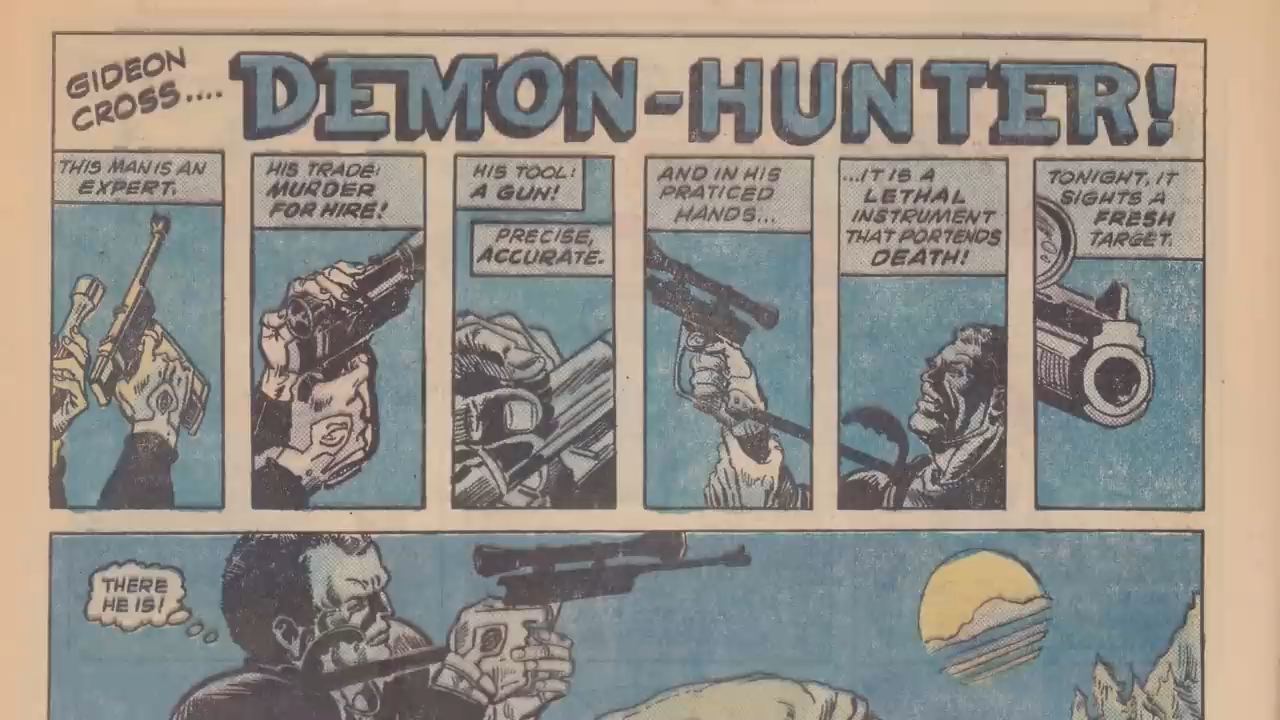 GIDEON
CROSS....
DEMON-HUNTER!
THIS MAN IS AN
EXPERT.
HIS TRADE:
MURDER
FOR HIRE!
HIS TOOL:
A GUN!
PRECISE,
ACCURATE.
AND IN HIS
PRATICED
HANDS...
...IT IS A
LETHAL
INSTRUMENT
THAT PORTENDS
DEATH!
TONIGHT, IT
SIGHTS A
FRESH
TARGET.
THERE
HE IS!